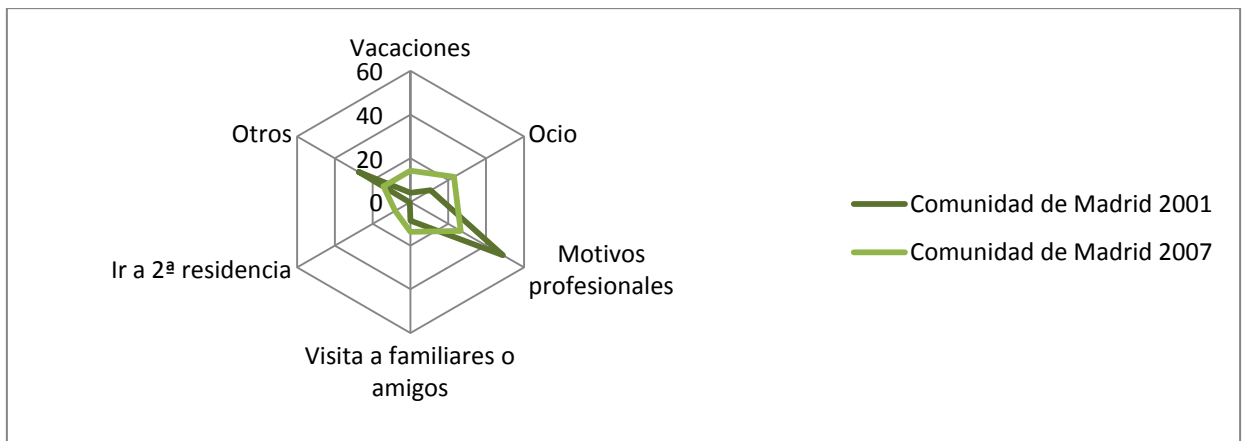 Vacaciones
60
40
20
0
Otros
Ocio
Ir a 2ª residencia
Motivos
profesionales
Visita a familiares o
amigos
Comunidad de Madrid 2001
Comunidad de Madrid 2007